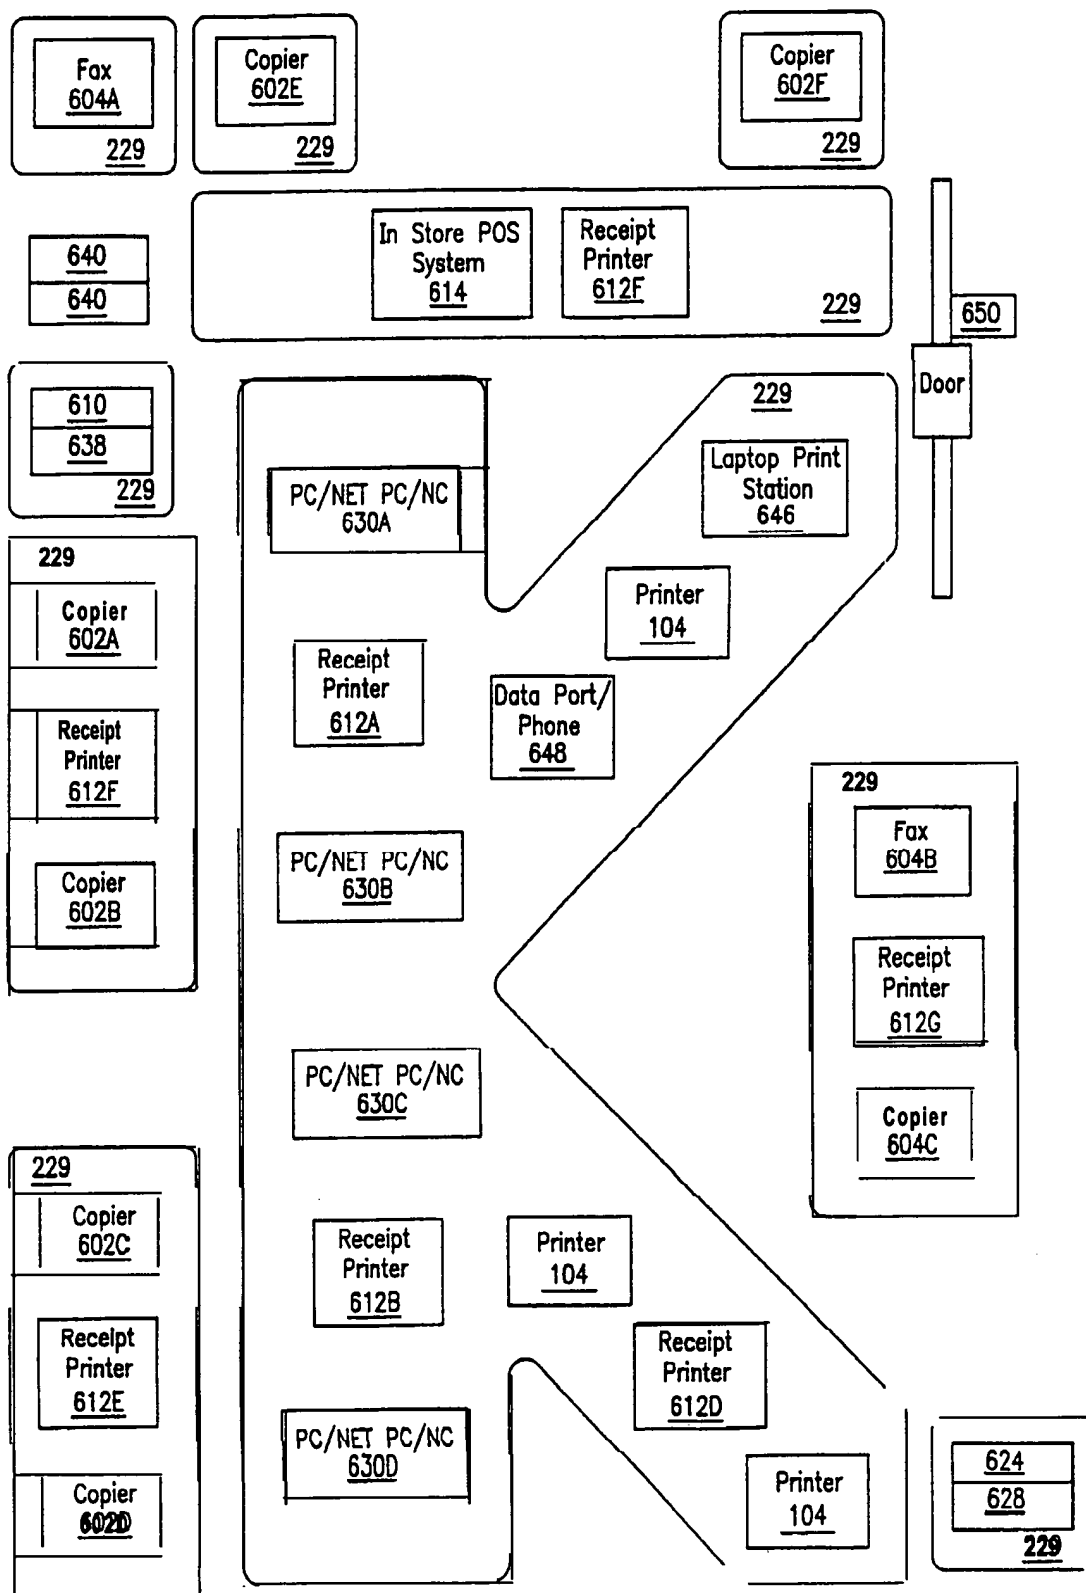 Fax
604A
229
Copier
602E
229
Copier
602F
229
In Store POS
System
614
Receipt
Printer
612F
229
640
640
650
Door
610
638
229
229
Laptop Print
Station
646
PC/NET PC/NC
630A
Printer
104
229
Copier
602A
Receipt
Printer
612F
Copier
602B
Receipt
Printer
612A
Data Port/
Phone
648
PC/NET PC/NC
630B
229
Fax
604B
Receipt
Printer
612G
Copier
604C
PC/NET PC/NC
630C
229
Copier
602C
Receipt
Printer
612E
Copier
602D
Receipt
Printer
612B
Printer
104
Receipt
Printer
612D
PC/NET PC/NC
630D
Printer
104
624
628
229